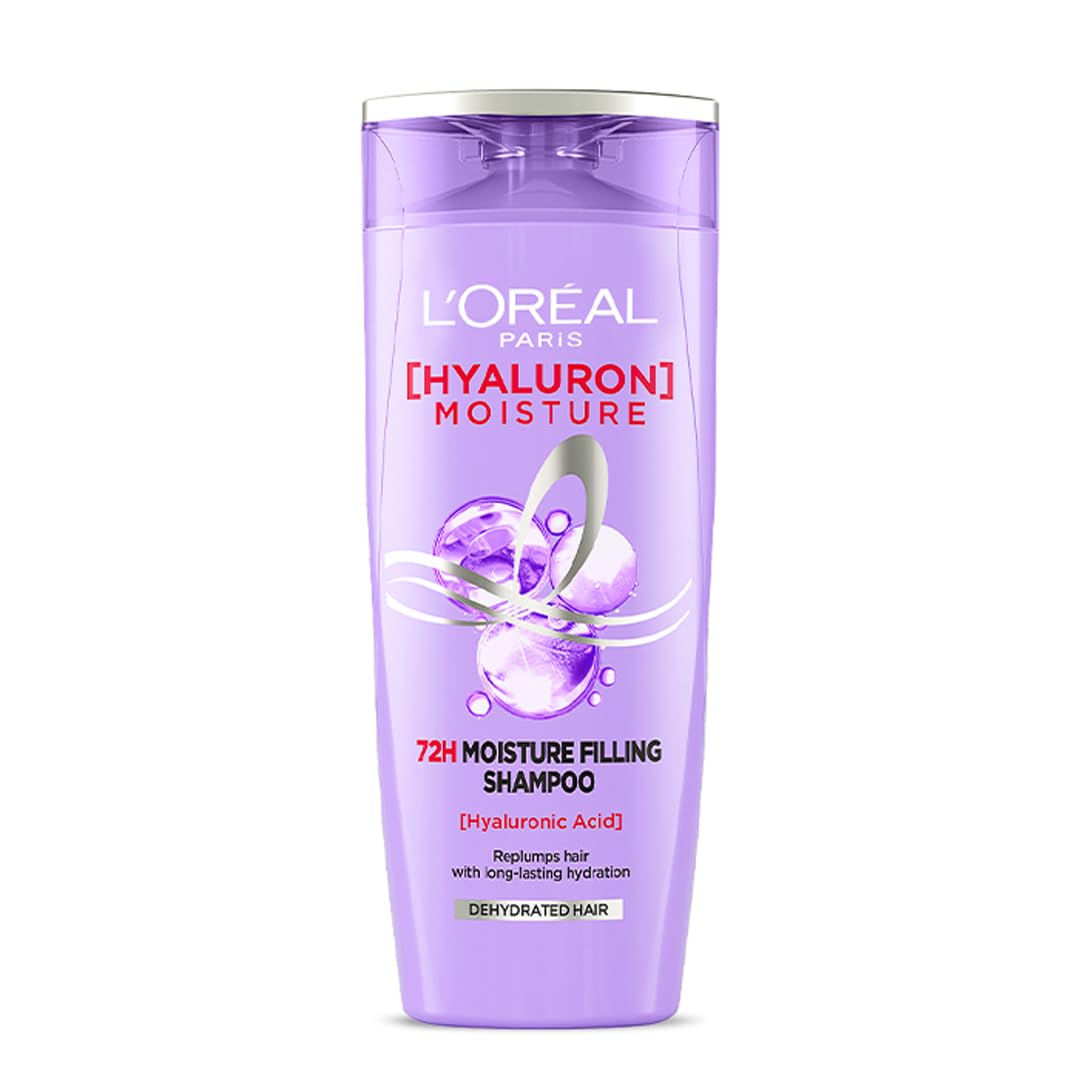 L'ORÉAL
PARiS
[HYALURON]
MOISTURE
72H MOISTURE FILLING
SHAMPOO
[Hyaluronic Acid]
Replumps hair
with long-lasting hydration
DEHYDRATED HAIR